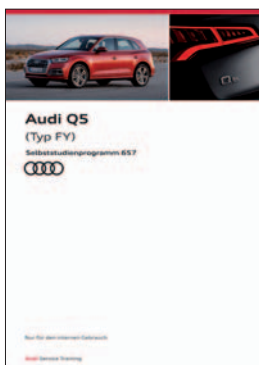 Audi Q5
(Typ FY)
Selbststudienprogramm 657
Nur für den internen Gebrauch
Audi Service Training